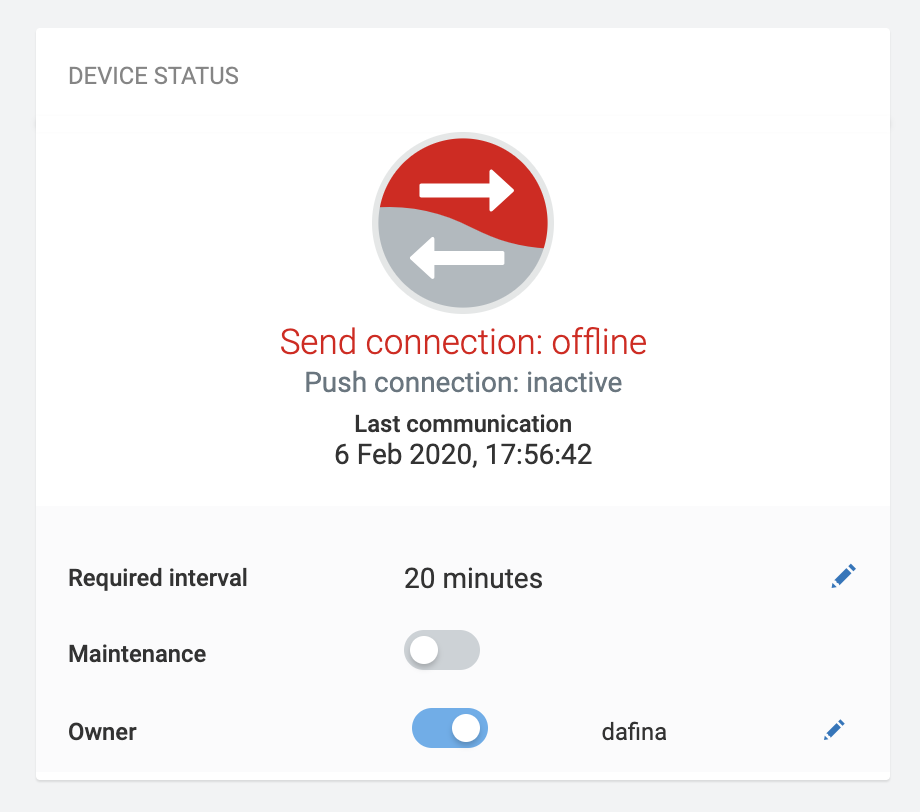 DEVICE STATUS
Send connection: offline
Push connection: inactive
Last communication
6 Feb 2020, 17:56:42
Required interval 20 minutes
Maintenance
Owner dafina